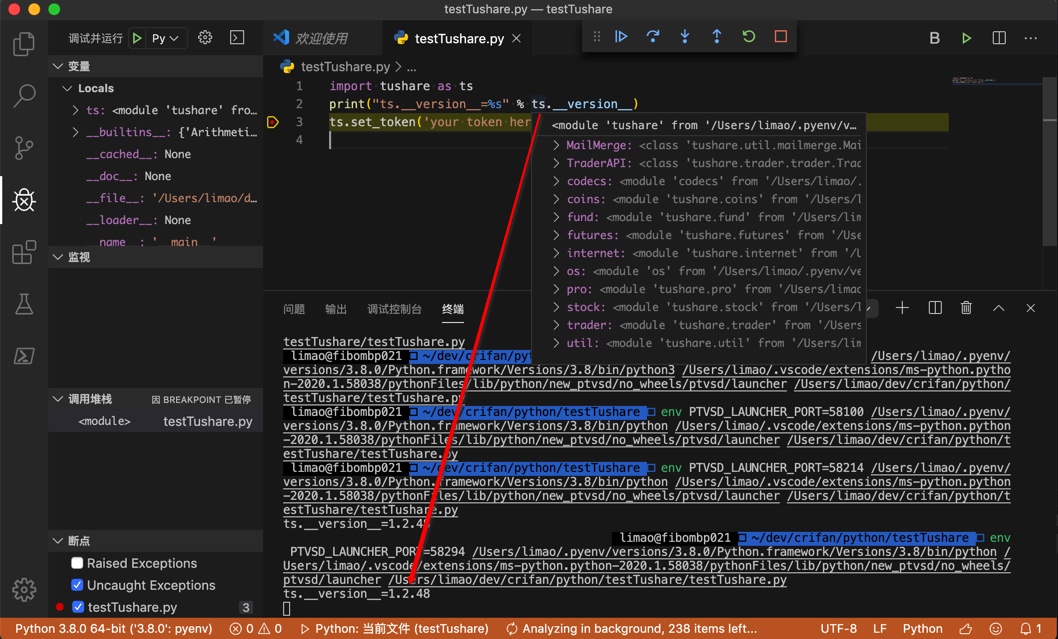 testTushare.py — testTushare
调试并运行
Py
欢迎使用
testTushare.py
B
变量
Locals
ts: <module 'tushare' fro…
__builtins__: {'Arithmeti…
__cached__: None
__doc__: None
__file__: '/Users/limao/d…
__loader__: None
__name__: '__main__'
监视
调用堆栈
因 BREAKPOINT 已暂停
<module>
testTushare.py
断点
Raised Exceptions
Uncaught Exceptions
testTushare.py
3
testTushare.py > ...
1 import tushare as ts
2 print("ts.__version__=%s" % ts.__version__)
3 ts.set_token('your token her
4
<module 'tushare' from '/Users/limao/.pyenv/v…
MailMerge: <class 'tushare.util.mailmerge.Mai
TraderAPI: <class 'tushare.trader.trader.Trad
codecs: <module 'codecs' from '/Users/limao/.
coins: <module 'tushare.coins' from '/Users/l
fund: <module 'tushare.fund' from '/Users/lim
futures: <module 'tushare.futures' from '/Use
internet: <module 'tushare.internet' from '/U
os: <module 'os' from '/Users/limao/.pyenv/ve
pro: <module 'tushare.pro' from '/Users/limao
stock: <module 'tushare.stock' from '/Users/l
trader: <module 'tushare.trader' from '/Users
util: <module 'tushare.util' from '/Users/lim
问题
输出
调试控制台
终端
testTushare/testTushare.py
limao@fibombp021 ~/dev/crifan/pyt /Users/limao/.pyenv/
versions/3.8.0/Python.framework/Versions/3.8/bin/python3 /Users/limao/.vscode/extensions/ms-python.pytho
n-2020.1.58038/pythonFiles/lib/python/new_ptvsd/no_wheels/ptvsd/launcher /Users/limao/dev/crifan/python/
testTushare/testTushare.py
limao@fibombp021 ~/dev/crifan/python/testTushare env PTVSD_LAUNCHER_PORT=58100 /Users/limao/.pyenv/
versions/3.8.0/Python.framework/Versions/3.8/bin/python /Users/limao/.vscode/extensions/ms-python.python
-2020.1.58038/pythonFiles/lib/python/new_ptvsd/no_wheels/ptvsd/launcher /Users/limao/dev/crifan/python/t
estTushare/testTushare.py
limao@fibombp021 ~/dev/crifan/python/testTushare env PTVSD_LAUNCHER_PORT=58214 /Users/limao/.pyenv/
versions/3.8.0/Python.framework/Versions/3.8/bin/python /Users/limao/.vscode/extensions/ms-python.python
-2020.1.58038/pythonFiles/lib/python/new_ptvsd/no_wheels/ptvsd/launcher /Users/limao/dev/crifan/python/t
estTushare/testTushare.py
ts.__version__=1.2.48
limao@fibombp021 ~/dev/crifan/python/testTushare env
PTVSD_LAUNCHER_PORT=58294 /Users/limao/.pyenv/versions/3.8.0/Python.framework/Versions/3.8/bin/python /
Users/limao/.vscode/extensions/ms-python.python-2020.1.58038/pythonFiles/lib/python/new_ptvsd/no_wheels/
ptvsd/launcher /Users/limao/dev/crifan/python/testTushare/testTushare.py
ts.__version__=1.2.48
Python 3.8.0 64-bit ('3.8.0': pyenv)
0
0
Python: 当前文件 (testTushare)
Analyzing in background, 238 items left...
UTF-8
LF
Python
1